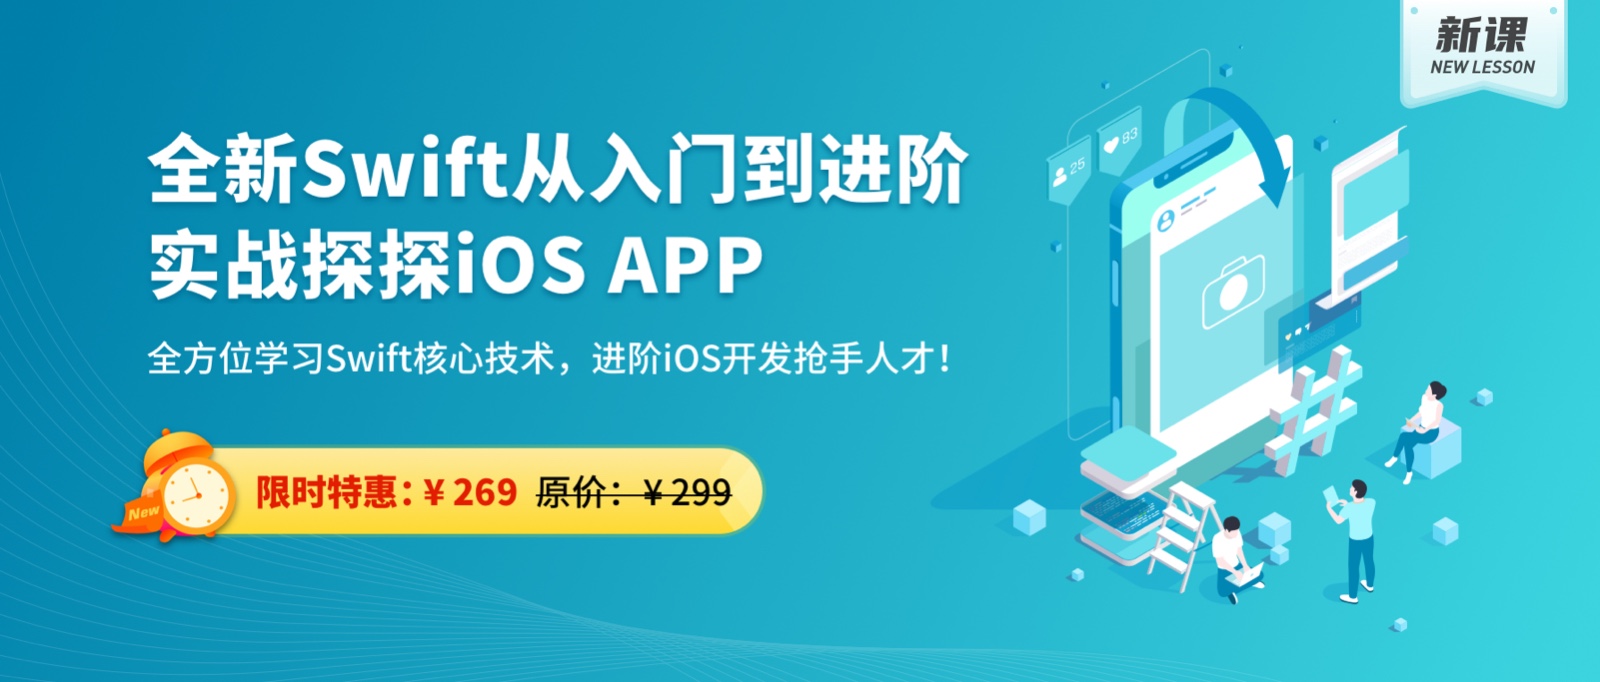 新课
NEW LESSON
全新Swift从入门到进阶
实战探探iOS APP
全方位学习Swift核心技术，进阶iOS开发抢手人才！
限时特惠：¥ 269 原价：¥ 299
New
25
83
#